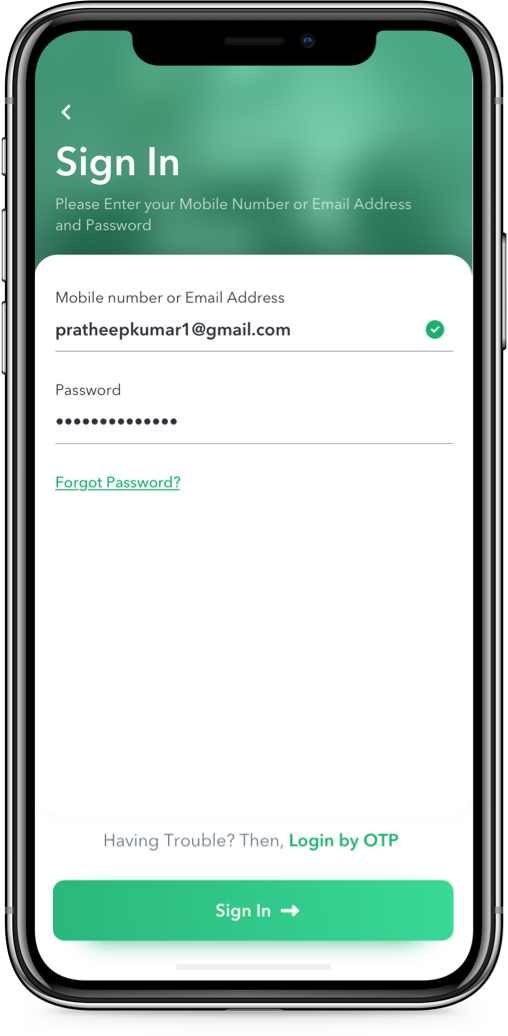 Sign In
Please Enter your Mobile Number or Email Address
and Password
Mobile number or Email Address
pratheepkumar1@gmail.com
Password
••••••••••••••
Forgot Password?
Having Trouble? Then, Login by OTP
Sign In →